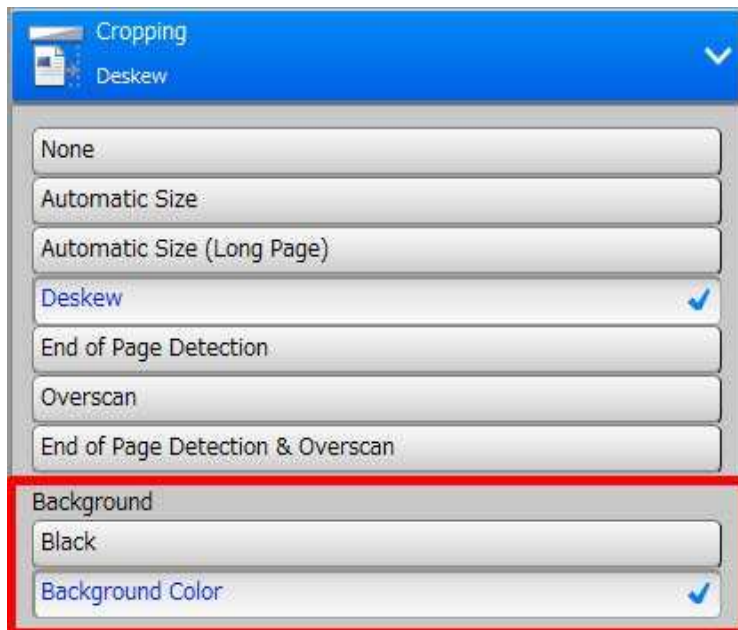 Cropping
Deskew
None
Automatic Size
Automatic Size (Long Page)
Deskew
End of Page Detection
Overscan
End of Page Detection & Overscan
Background
Black
Background Color